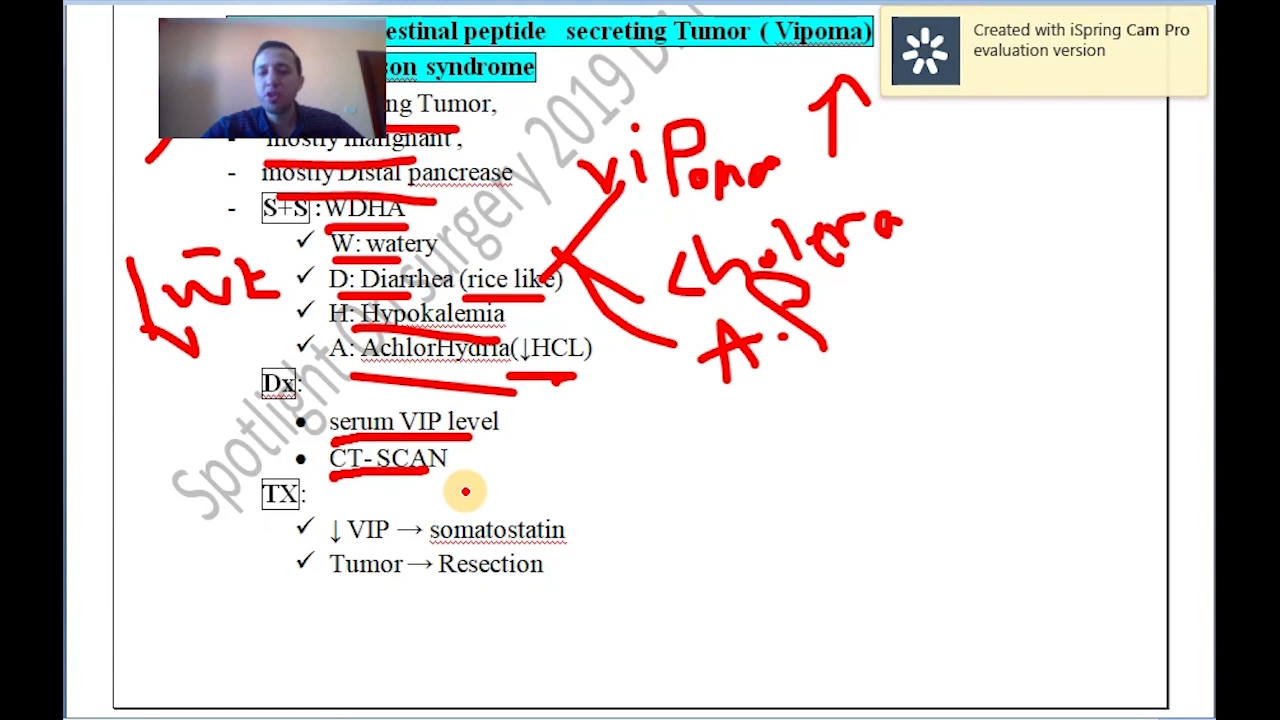 estinal peptide secreting Tumor ( Vipoma)
son syndrome
ng Tumor,
- mostly malignant ,
- mostly Distal pancrease
- S+S : WDHA
✓ W: watery
✓ D: Diarrhea (rice like)
✓ H: Hypokalemia
✓ A: AchlorHydria(↓HCL)
Dx:
• serum VIP level
• CT- SCAN
TX:
✓ ↓ VIP → somatostatin
✓ Tumor → Resection
viPoma ↑
cholera
A.P
↓ wt
Spotlight On surgery 2019
Created with iSpring Cam Pro
evaluation version